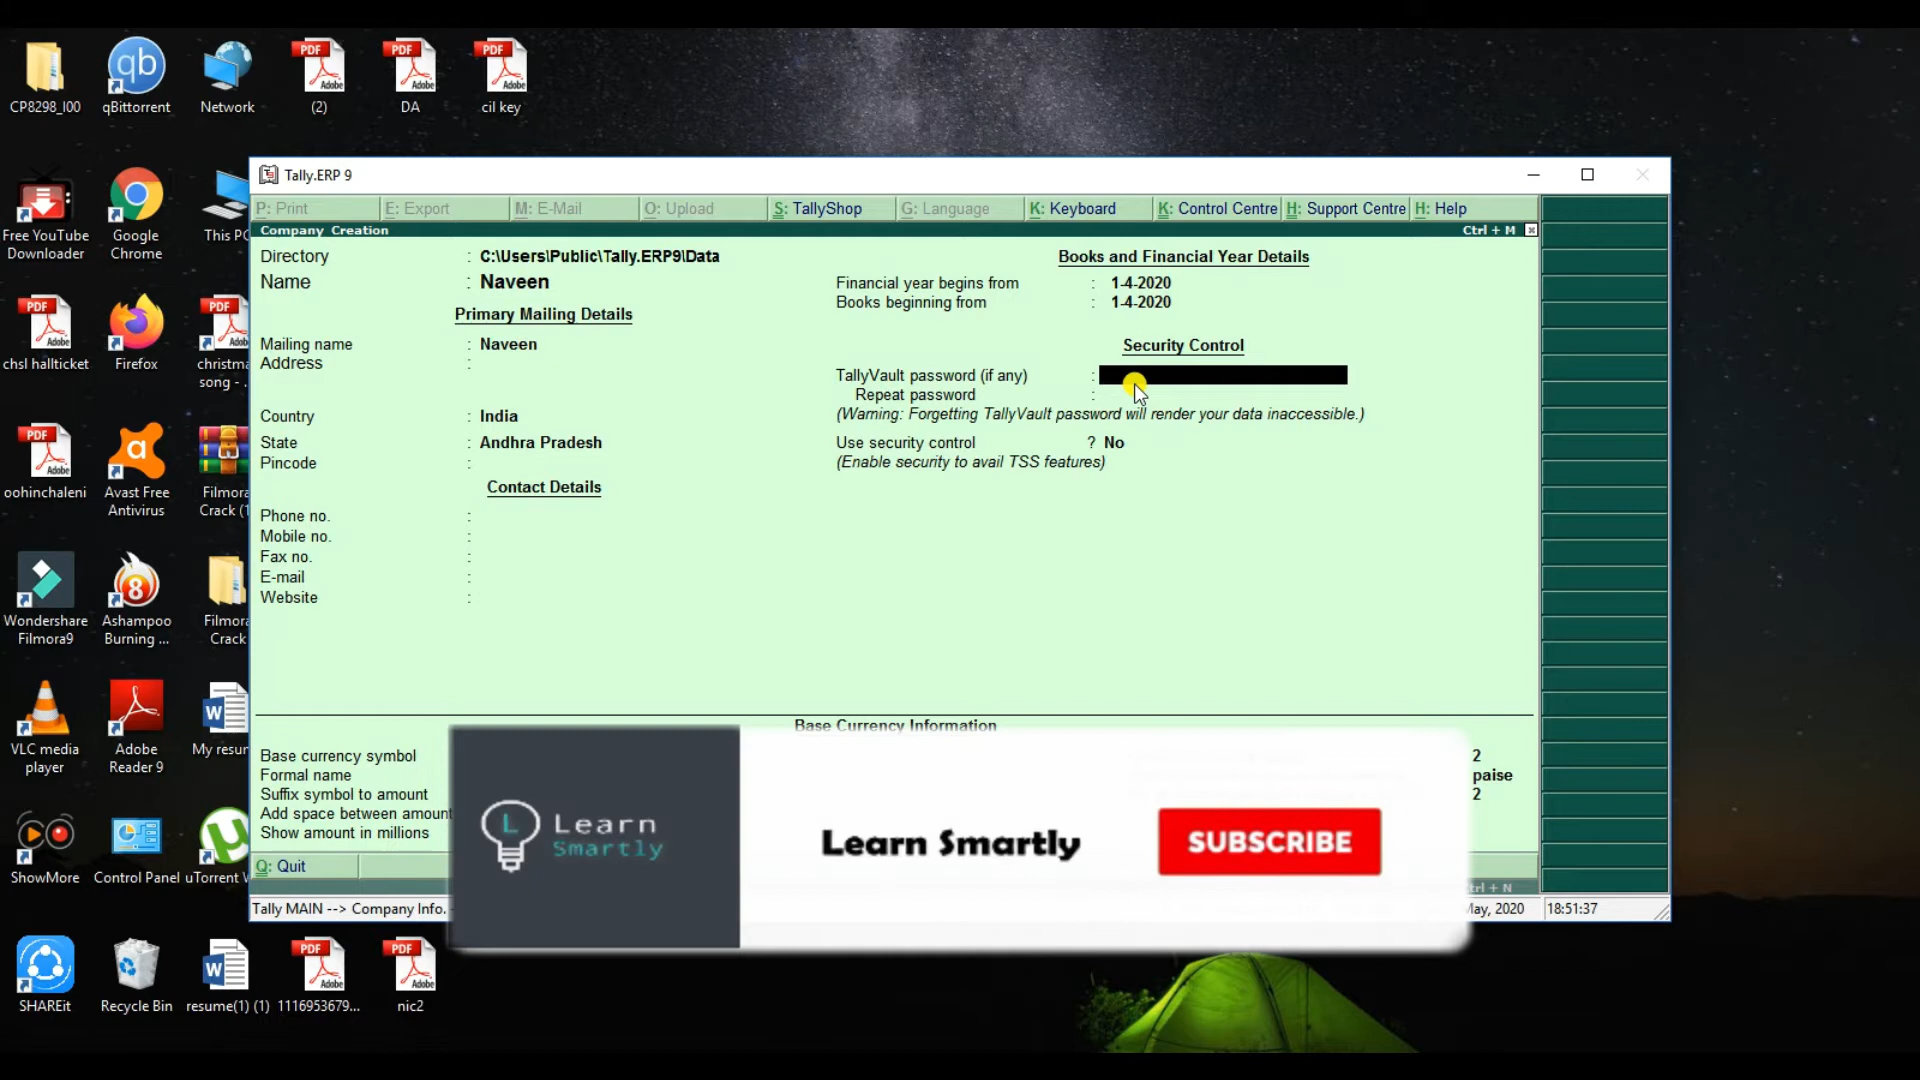 CP8298_I00
qBittorrent
Network
(2)
DA
cil key
Free YouTube Downloader
Google Chrome
This PC
chsl hallticket
Firefox
christma song - .
oohinchaleni
Avast Free Antivirus
Filmora Crack (1
Wondershare Filmora9
Ashampoo Burning ...
Filmora Crack
VLC media player
Adobe Reader 9
My resum
ShowMore
Control Panel
uTorrent W
SHAREit
Recycle Bin
resume(1) (1)
1116953679...
nic2
Tally.ERP 9
P: Print
E: Export
M: E-Mail
O: Upload
S: TallyShop
G: Language
K: Keyboard
K: Control Centre
H: Support Centre
H: Help
Company Creation
Ctrl + M
Directory : C:\Users\Public\Tally.ERP9\Data
Name : Naveen
Primary Mailing Details
Mailing name : Naveen
Address :
Country : India
State : Andhra Pradesh
Pincode :
Contact Details
Phone no. :
Mobile no. :
Fax no. :
E-mail :
Website :
Books and Financial Year Details
Financial year begins from : 1-4-2020
Books beginning from : 1-4-2020
Security Control
TallyVault password (if any) :
Repeat password :
(Warning: Forgetting TallyVault password will render your data inaccessible.)
Use security control ? No
(Enable security to avail TSS features)
Base Currency Information
Base currency symbol
Formal name
Suffix symbol to amount
Add space between amount
Show amount in millions
2
paise
2
Q: Quit
trl + N
Tally MAIN --> Company Info.
May, 2020
18:51:37
L
Learn
Smartly
Learn Smartly
SUBSCRIBE